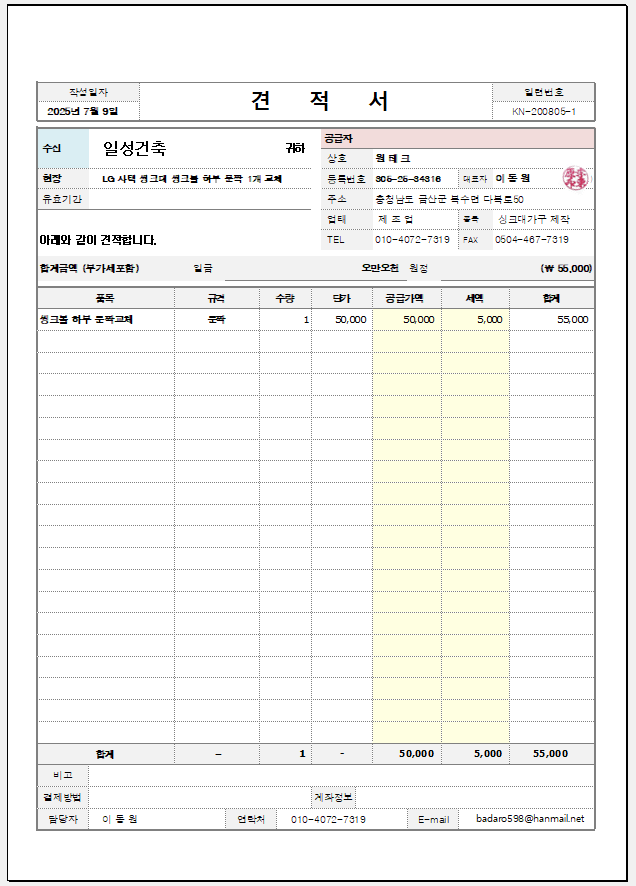 작성일자
2025년 7월 9일
견 적 서
일련번호
KN-200805-1
수신 일성건축 귀하
현장 LG 사택 씽크대 씽크볼 하부 문짝 1개 교체
유효기간
아래와 같이 견적합니다.
공급자
상호 원 테 크
등록번호 305-25-34316 대표자 이 동 원
주소 충청남도 금산군 복수면 다복로50
업태 제 조 업 종목 싱크대가구 제작
TEL 010-4072-7319 FAX 0504-467-7319
합계금액 (부가세포함) 일금 오만오천 원정 (₩ 55,000)
품목 규격 수량 단가 공급가액 세액 합계
씽크볼 하부 문짝교체 문짝 1 50,000 50,000 5,000 55,000
합계 – 1 - 50,000 5,000 55,000
비고
결제방법 계좌정보
담당자 이 동 원 연락처 010-4072-7319 E-mail badaro598@hanmail.net